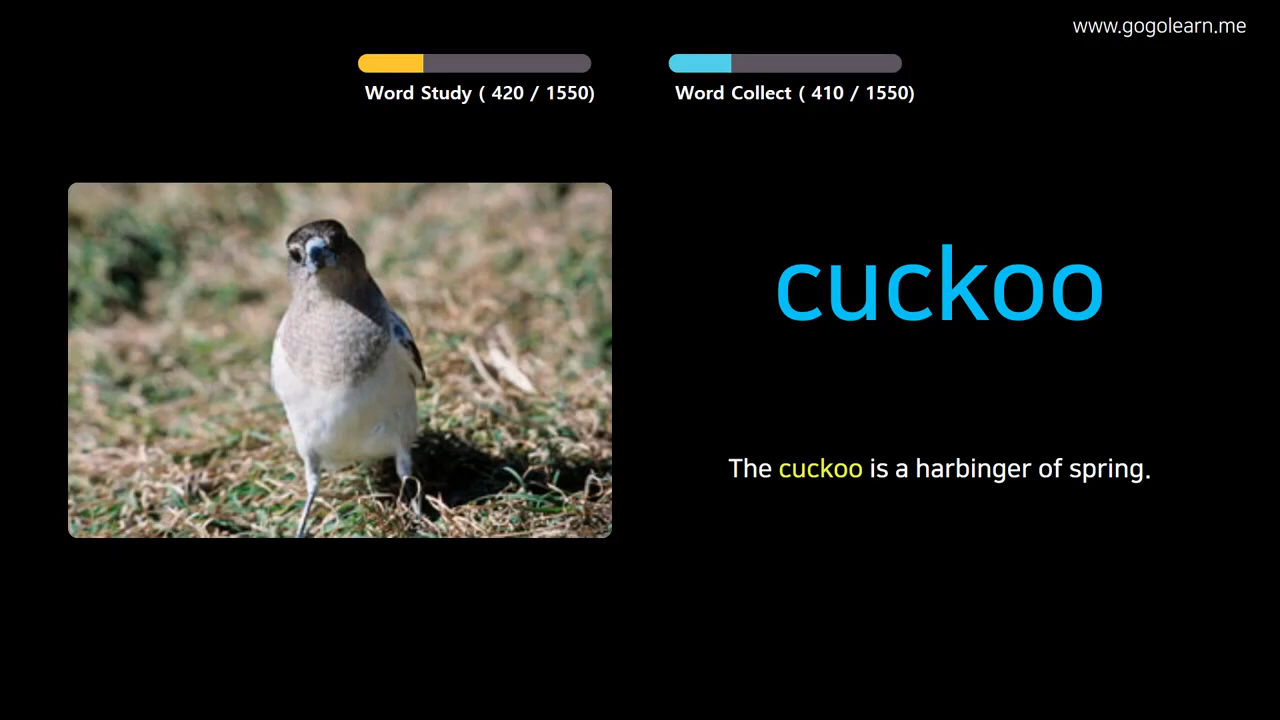 www.gogolearn.me
Word Study ( 420 / 1550)
Word Collect ( 410 / 1550)
cuckoo
The cuckoo is a harbinger of spring.